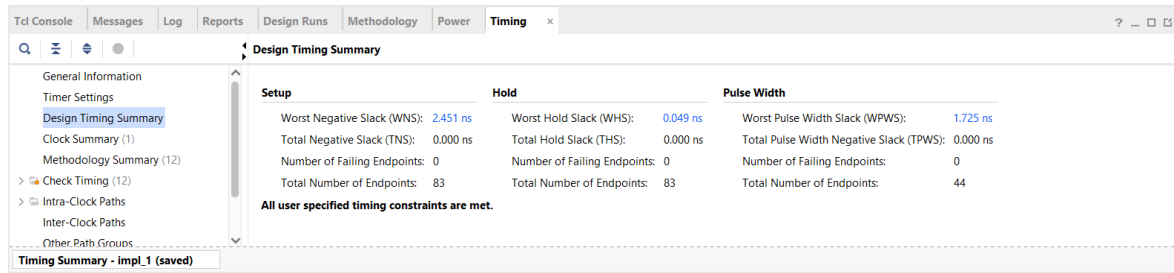 Tcl Console Messages Log Reports Design Runs Methodology Power Timing × ? _
Design Timing Summary
General Information
Timer Settings
Design Timing Summary
Clock Summary (1)
Methodology Summary (12)
> Check Timing (12)
> Intra-Clock Paths
Inter-Clock Paths
Other Path Groups
Setup Hold Pulse Width
Worst Negative Slack (WNS): 2.451 ns Worst Hold Slack (WHS): 0.049 ns Worst Pulse Width Slack (WPWS): 1.725 ns
Total Negative Slack (TNS): 0.000 ns Total Hold Slack (THS): 0.000 ns Total Pulse Width Negative Slack (TPWS): 0.000 ns
Number of Failing Endpoints: 0 Number of Failing Endpoints: 0 Number of Failing Endpoints: 0
Total Number of Endpoints: 83 Total Number of Endpoints: 83 Total Number of Endpoints: 44
All user specified timing constraints are met.
Timing Summary - impl_1 (saved)